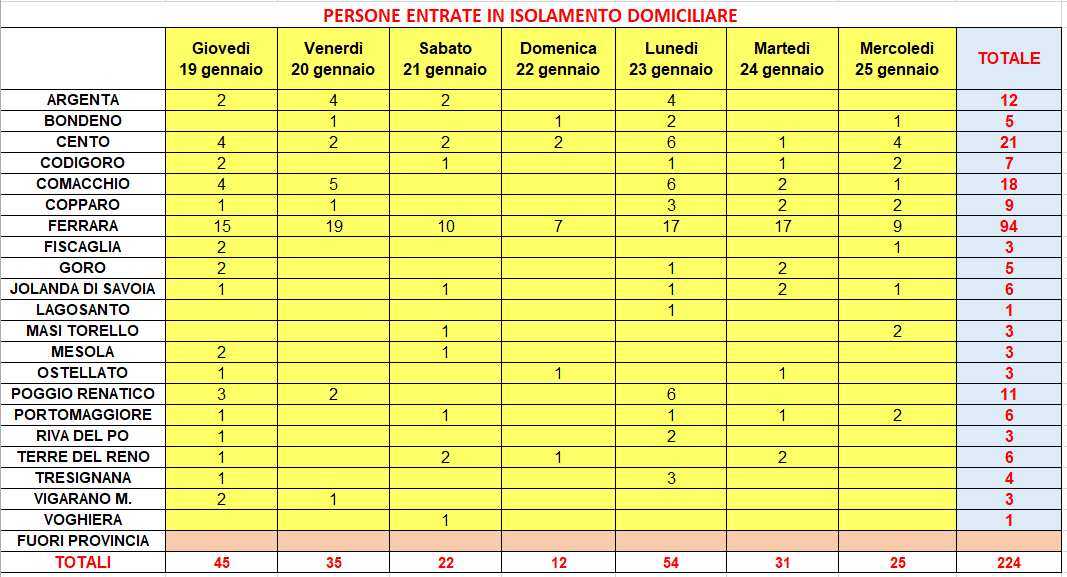 PERSONE ENTRATE IN ISOLAMENTO DOMICILIARE
Giovedì Venerdì Sabato Domenica Lunedì Martedì Mercoledì
19 gennaio 20 gennaio 21 gennaio 22 gennaio 23 gennaio 24 gennaio 25 gennaio TOTALE
ARGENTA 2 4 2 4 12
BONDENO 1 1 2 1 5
CENTO 4 2 2 2 6 1 4 21
CODIGORO 2 1 1 1 2 7
COMACCHIO 4 5 6 2 1 18
COPPARO 1 1 3 2 2 9
FERRARA 15 19 10 7 17 17 9 94
FISCAGLIA 2 1 3
GORO 2 1 2 5
JOLANDA DI SAVOIA 1 1 1 2 1 6
LAGOSANTO 1 1
MASI TORELLO 1 2 3
MESOLA 2 1 3
OSTELLATO 1 1 1 3
POGGIO RENATICO 3 2 6 11
PORTOMAGGIORE 1 1 1 1 2 6
RIVA DEL PO 1 2 3
TERRE DEL RENO 1 2 1 2 6
TRESIGNANA 1 3 4
VIGARANO M. 2 1 3
VOGHIERA 1 1
FUORI PROVINCIA
TOTALI 45 35 22 12 54 31 25 224